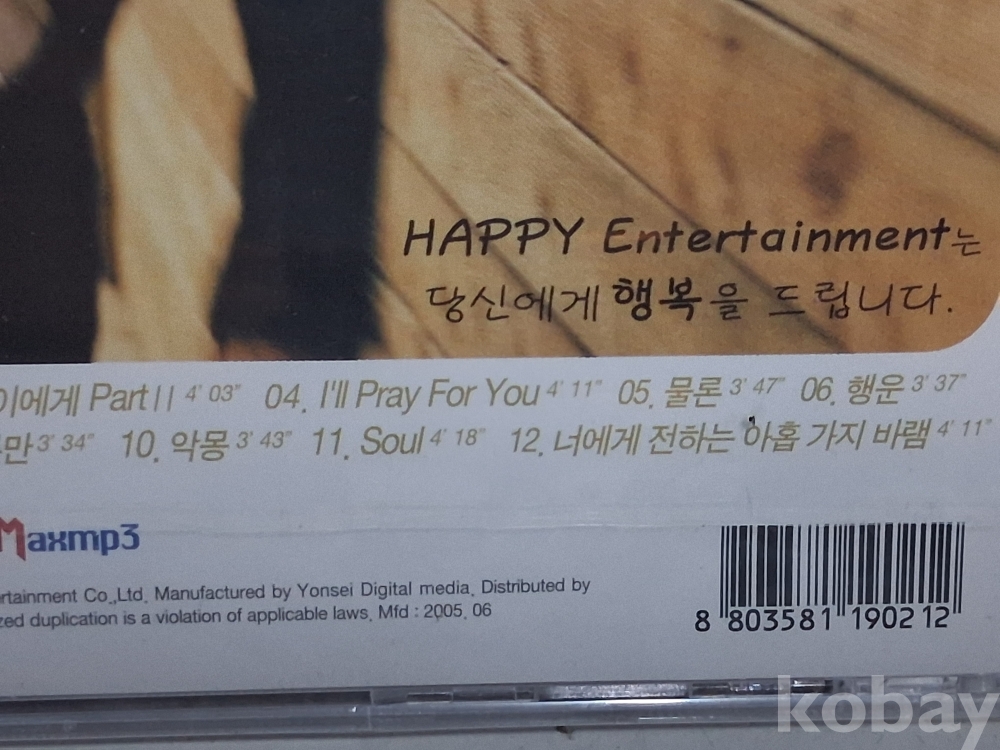 HAPPY Entertainment는
당신에게 행복을 드립니다.
이에게 Part II 4' 03" 04. I'll Pray For You 4' 11" 05. 물론 3' 47" 06. 행운 3' 37"
만 3' 34" 10. 악몽 3' 43" 11. Soul 4' 18" 12. 너에게 전하는 아홉 가지 바램 4' 11"
Maxmp3
rtainment Co.,Ltd. Manufactured by Yonsei Digital media, Distributed by
zed duplication is a violation of applicable laws. Mfd : 2005. 06
8 803581 190212
kobay